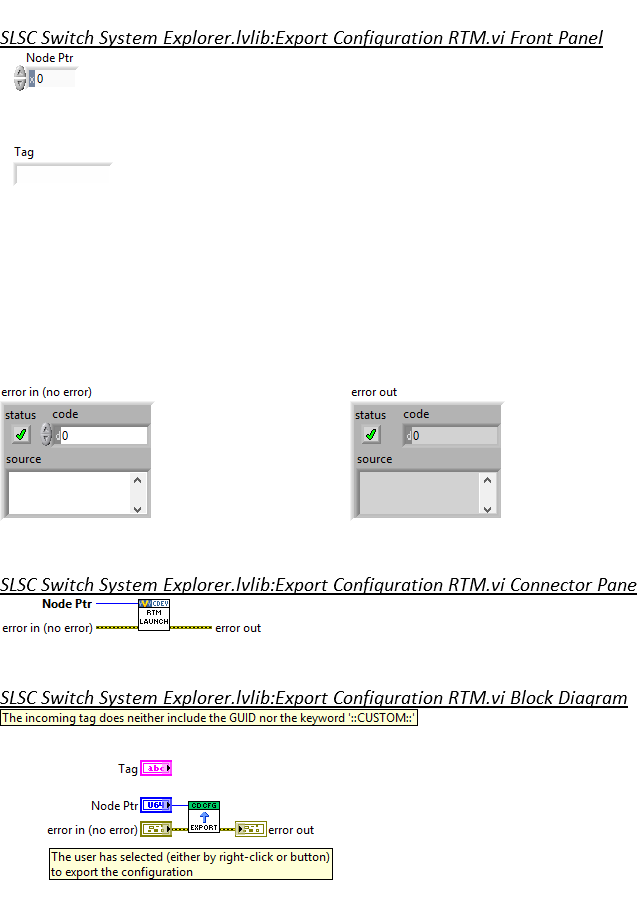 SLSC Switch System Explorer.lvlib:Export Configuration RTM.vi Front Panel
Node Ptr
x 0
Tag
error in (no error)
error out
status code
status code
d 0
d 0
source
source
SLSC Switch System Explorer.lvlib:Export Configuration RTM.vi Connector Pane
Node Ptr
CDEV
RTM
LAUNCH
error in (no error)
error out
SLSC Switch System Explorer.lvlib:Export Configuration RTM.vi Block Diagram
The incoming tag does neither include the GUID nor the keyword '::CUSTOM::'
Tag
abc
Node Ptr
U64
CD CFG
EXPORT
error in (no error)
error out
The user has selected (either by right-click or button)
to export the configuration